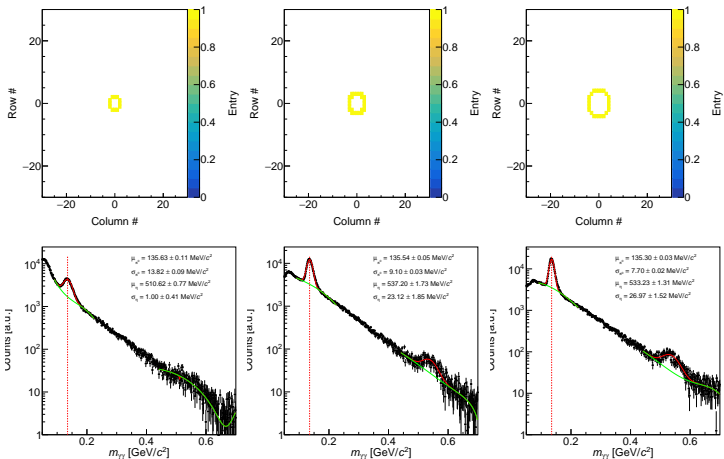 Row #
20
0
−20
−20
0
20
Column #
1
0.8
0.6
0.4
0.2
0
Entry
Row #
20
0
−20
−20
0
20
Column #
1
0.8
0.6
0.4
0.2
0
Entry
Row #
20
0
−20
−20
0
20
Column #
1
0.8
0.6
0.4
0.2
0
Entry
Counts [a.u.]
10⁴
10³
10²
10
1
μ_π⁰ = 135.63 ± 0.11 MeV/c²
σ_π⁰ = 13.82 ± 0.09 MeV/c²
μ_η = 510.62 ± 0.77 MeV/c²
σ_η = 1.00 ± 0.41 MeV/c²
0.2
0.4
0.6
m_γγ [GeV/c²]
Counts [a.u.]
10⁴
10³
10²
10
1
μ_π⁰ = 135.54 ± 0.05 MeV/c²
σ_π⁰ = 9.10 ± 0.03 MeV/c²
μ_η = 537.20 ± 1.73 MeV/c²
σ_η = 23.12 ± 1.85 MeV/c²
0.2
0.4
0.6
m_γγ [GeV/c²]
Counts [a.u.]
10⁴
10³
10²
10
1
μ_π⁰ = 135.30 ± 0.03 MeV/c²
σ_π⁰ = 7.70 ± 0.02 MeV/c²
μ_η = 533.23 ± 1.31 MeV/c²
σ_η = 26.97 ± 1.52 MeV/c²
0.2
0.4
0.6
m_γγ [GeV/c²]